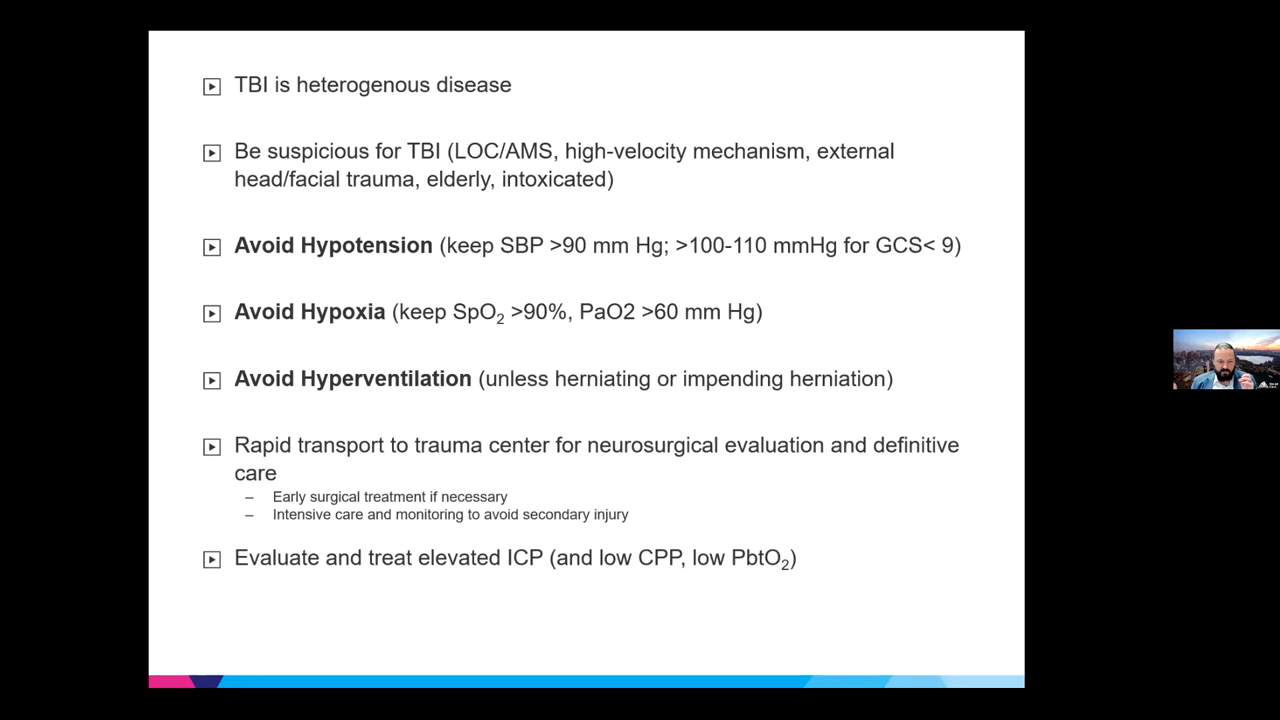 TBI is heterogenous disease
Be suspicious for TBI (LOC/AMS, high-velocity mechanism, external
head/facial trauma, elderly, intoxicated)
Avoid Hypotension (keep SBP >90 mm Hg; >100-110 mmHg for GCS< 9)
Avoid Hypoxia (keep SpO₂ >90%, PaO2 >60 mm Hg)
Avoid Hyperventilation (unless herniating or impending herniation)
Rapid transport to trauma center for neurosurgical evaluation and definitive
care
– Early surgical treatment if necessary
– Intensive care and monitoring to avoid secondary injury
Evaluate and treat elevated ICP (and low CPP, low PbtO₂)